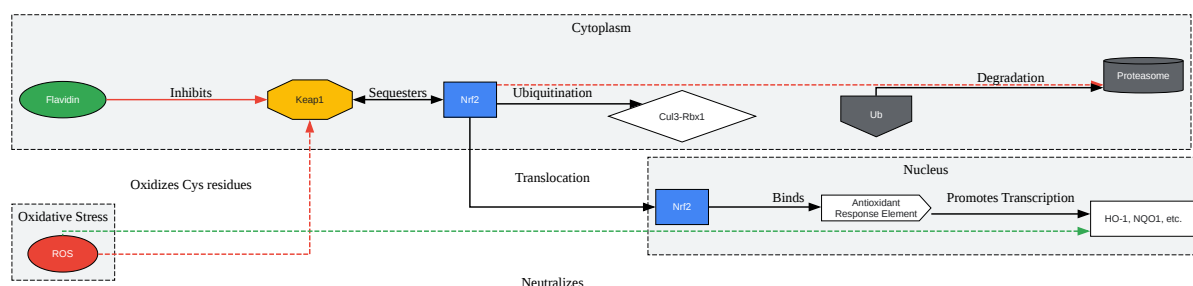 Cytoplasm
Flavidin
Inhibits
Keap1
Sequesters
Nrf2
Ubiquitination
Cul3-Rbx1
Ub
Degradation
Proteasome
Oxidizes Cys residues
Translocation
Nucleus
Nrf2
Binds
Antioxidant
Response Element
Promotes Transcription
HO-1, NQO1, etc.
Oxidative Stress
ROS
Neutralizes